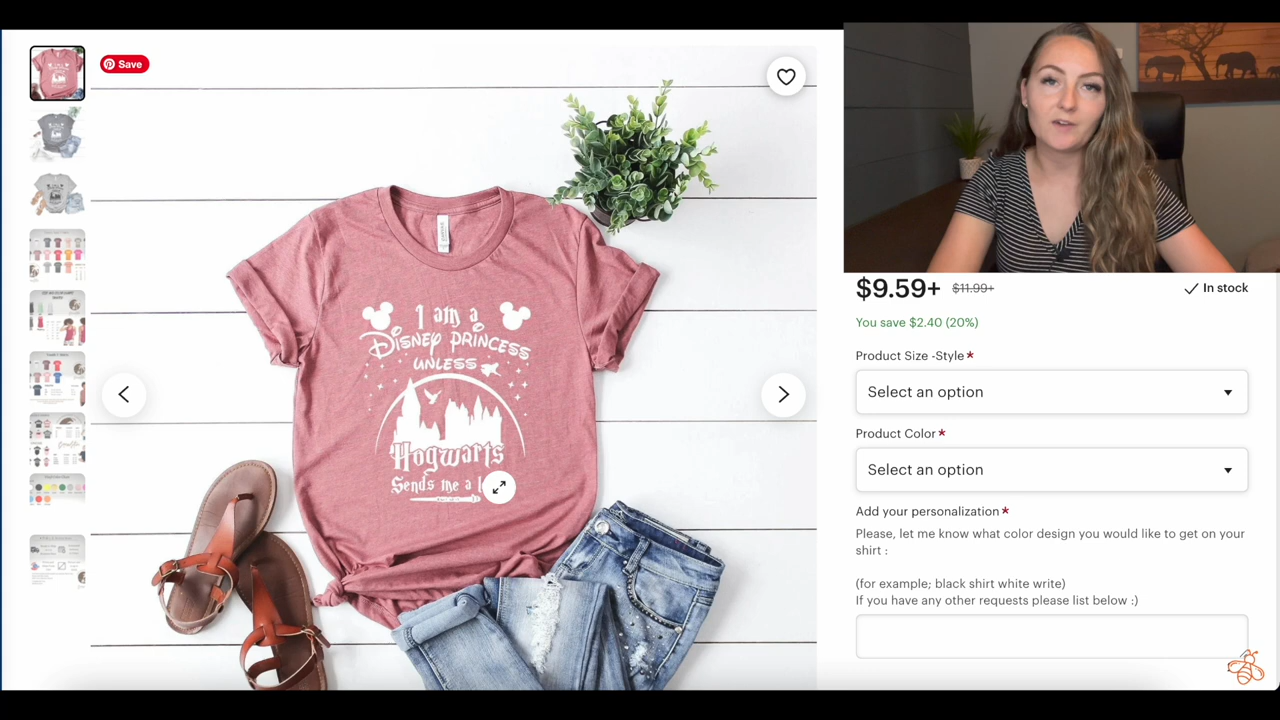 Save
I am a
Disney princess
unless
Hogwarts
Sends me a
$9.59+ $11.99+
In stock
You save $2.40 (20%)
Product Size -Style*
Select an option
Product Color*
Select an option
Add your personalization*
Please, let me know what color design you would like to get on your
shirt :
(for example; black shirt white write)
If you have any other requests please list below :)